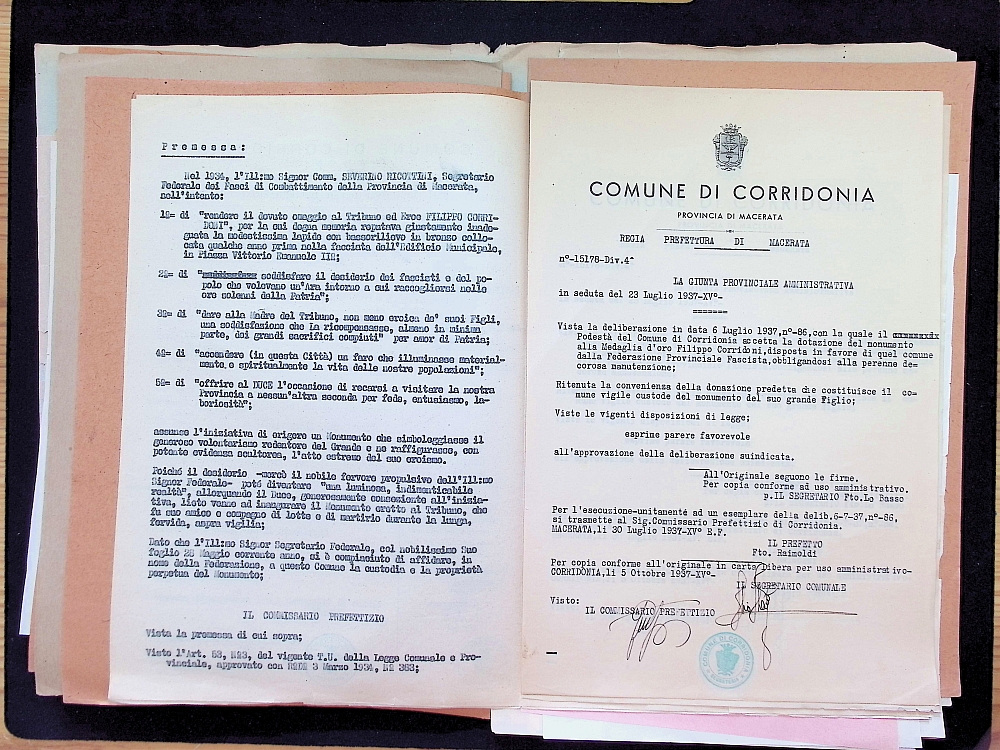 Premessa:
Nel 1934, l'Ill:mo Signor Comm. SEVERINO RICOTTINI, Segretario
Federale dei Fasci di Combattimento della Provincia di Macerata,
nell'intento:
1º= di "rendere il dovuto omaggio al Tribuno ed Eroe FILIPPO CORRI-
DONI", per la cui degna memoria reputava giustamente inade-
guata la modestissima lapide con bassorilievo in bronzo collo-
cata qualche anno prima nella facciata dell'Edificio Municipale,
in Piazza Vittorio Emanuele III;
2º= di "soddisfare il desiderio dei fascisti e del po-
polo che volevano un'Ara intorno a cui raccogliersi nelle
ore solenni della Patria";
3º= di "dare alla Madre del Tribuno, non meno eroica de' suoi Figli,
una soddisfazione che la ricompensasse, almeno in minima
parte, dei grandi sacrifici compiuti" per amor di Patria;
4º= di "accendere (in questa Città) un faro che illuminasse material-
mente e spiritualmente la vita delle nostre popolazioni";
5º= di "offrire al DUCE l'occasione di recarsi a visitare la nostra
Provincia a nessun'altra seconda per fede, entusiasmo, la-
boriosità";
assunse l'iniziativa di erigere un Monumento che simboleggiasse il
generoso volontarismo redentore del Grande e ne raffigurasse, con
potente evidenza scultorea, l'atto estremo del suo eroismo.
Poiché il desiderio -mercè il nobile fervore propulsivo dell'Ill:mo
Signor Federale- poté diventare "una luminosa, indimenticabile
realtà", allorquando il Duce, generosamente consenziente all'inizia-
tiva, lieto venne ad inaugurare il Monumento eretto al Tribuno, che
fu suo amico e compagno di lotte e di martirio durante la lunga,
fervida, aspra vigilia;
Dato che l'Ill:mo Signor Segretario Federale, col nobilissimo Suo
foglio 28 Maggio corrente anno, si è compiaciuto di affidare, in
nome della Federazione, a questo Comune la custodia e la proprietà
perpetua del Monumento;
IL COMMISSARIO PREFETTIZIO
Vista la premessa di cui sopra;
Visto l'Art. 53, Nº3, del vigente T.U. della Legge Comunale e Pro-
vinciale, approvato con R=D= 3 Marzo 1934, Nº 383;
COMUNE DI CORRIDONIA
PROVINCIA DI MACERATA
REGIA PREFETTURA DI MACERATA
nº-15178-Div.4^
LA GIUNTA PROVINCIALE AMMINISTRATIVA
in seduta del 23 Luglio 1937-XVº-
=======
Vista la deliberazione in data 6 Luglio 1937,nº-86,con la quale il
Podestà del Comune di Corridonia accetta la dotazione del monumento
alla Medaglia d'oro Filippo Corridoni,disposta in favore di quel comune
dalla Federazione Provinciale Fascista,obbligandosi alla perenne de-
corosa manutenzione;
Ritenuta la convenienza della donazione predetta che costituisce il co-
mune vigile custode del monumento del suo grande Figlio;
Viste le vigenti disposizioni di legge;
esprime parere favorevole
all'approvazione della deliberazione suindicata.
All'Originale seguono le firme.
Per copia conforme ad uso amministrativo.
p.IL SEGRETARIO Fto.Lo Basso
Per l'esecuzione-unitamente ad un esemplare della delib,6-7-37,nº-86,
si trasmette al Sig.Commissario Prefettizio di Corridonia.
MACERATA,li 30 Luglio 1937-XV E.F.
IL PREFETTO
Fto. Raimoldi
Per copia conforme all'originale in carta libera per uso amministrativo-
CORRIDONIA,li 5 Ottobre 1937-XVº-
IL SEGRETARIO COMUNALE
Visto:
IL COMMISSARIO PREFETTIZIO
COMUNE DI CORRIDONIA